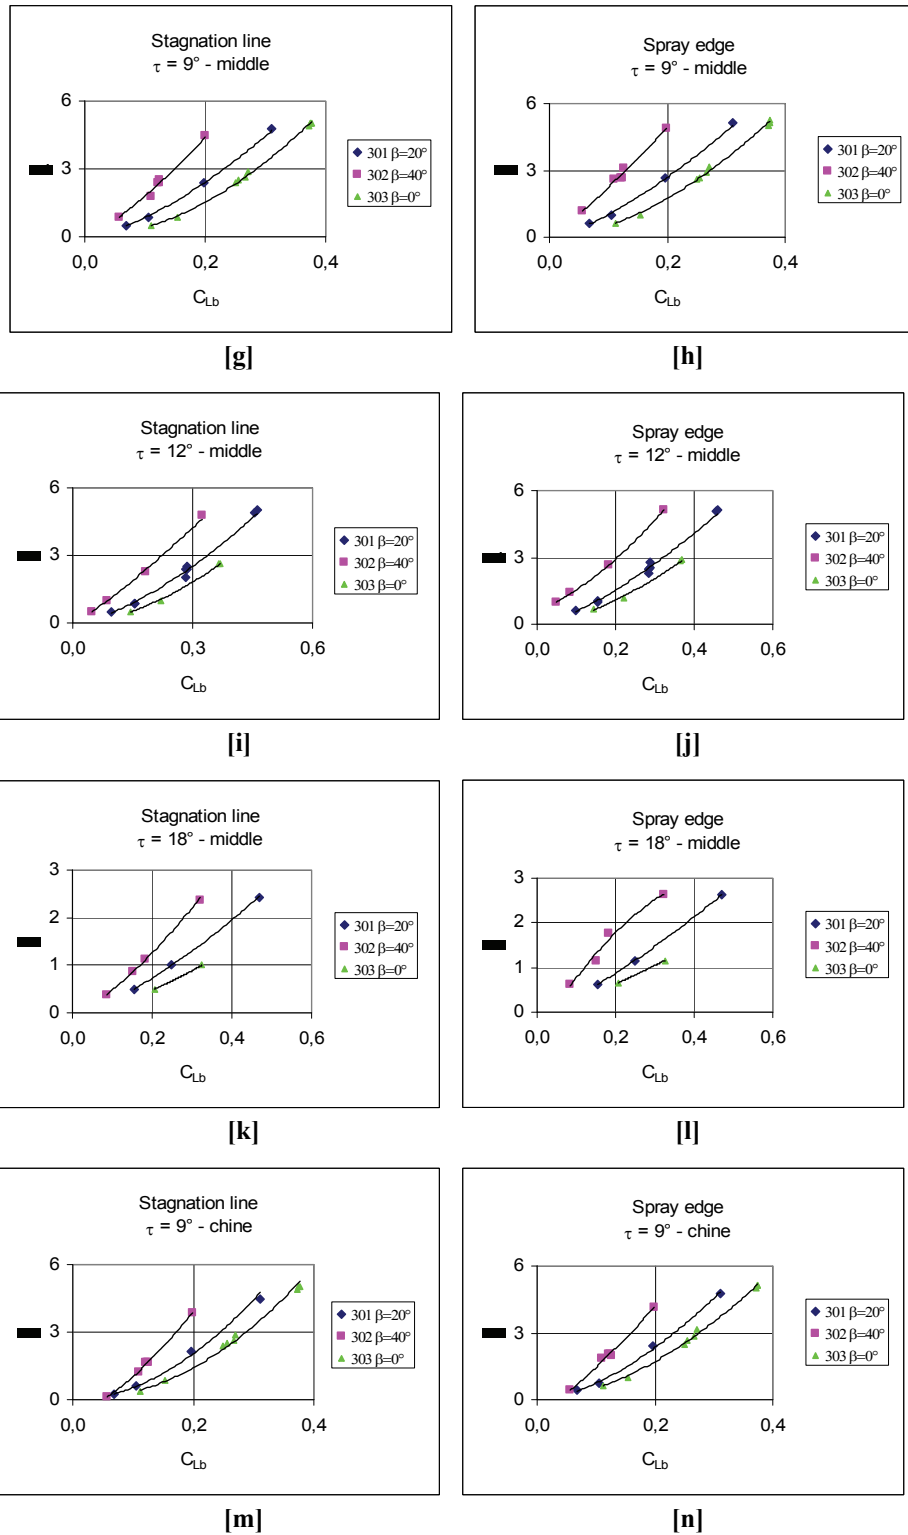 Stagnation line
τ = 9° - middle
6
3
0
0,0 0,2 0,4
C_Lb
301 β=20°
302 β=40°
303 β=0°
[g]
Spray edge
τ = 9° - middle
6
3
0
0,0 0,2 0,4
C_Lb
301 β=20°
302 β=40°
303 β=0°
[h]
Stagnation line
τ = 12° - middle
6
3
0
0,0 0,3 0,6
C_Lb
301 β=20°
302 β=40°
303 β=0°
[i]
Spray edge
τ = 12° - middle
6
3
0
0,0 0,2 0,4 0,6
C_Lb
301 β=20°
302 β=40°
303 β=0°
[j]
Stagnation line
τ = 18° - middle
3
2
1
0
0,0 0,2 0,4 0,6
C_Lb
301 β=20°
302 β=40°
303 β=0°
[k]
Spray edge
τ = 18° - middle
3
2
1
0
0,0 0,2 0,4 0,6
C_Lb
301 β=20°
302 β=40°
303 β=0°
[l]
Stagnation line
τ = 9° - chine
6
3
0
0,0 0,2 0,4
C_Lb
301 β=20°
302 β=40°
303 β=0°
[m]
Spray edge
τ = 9° - chine
6
3
0
0,0 0,2 0,4
C_Lb
301 β=20°
302 β=40°
303 β=0°
[n]